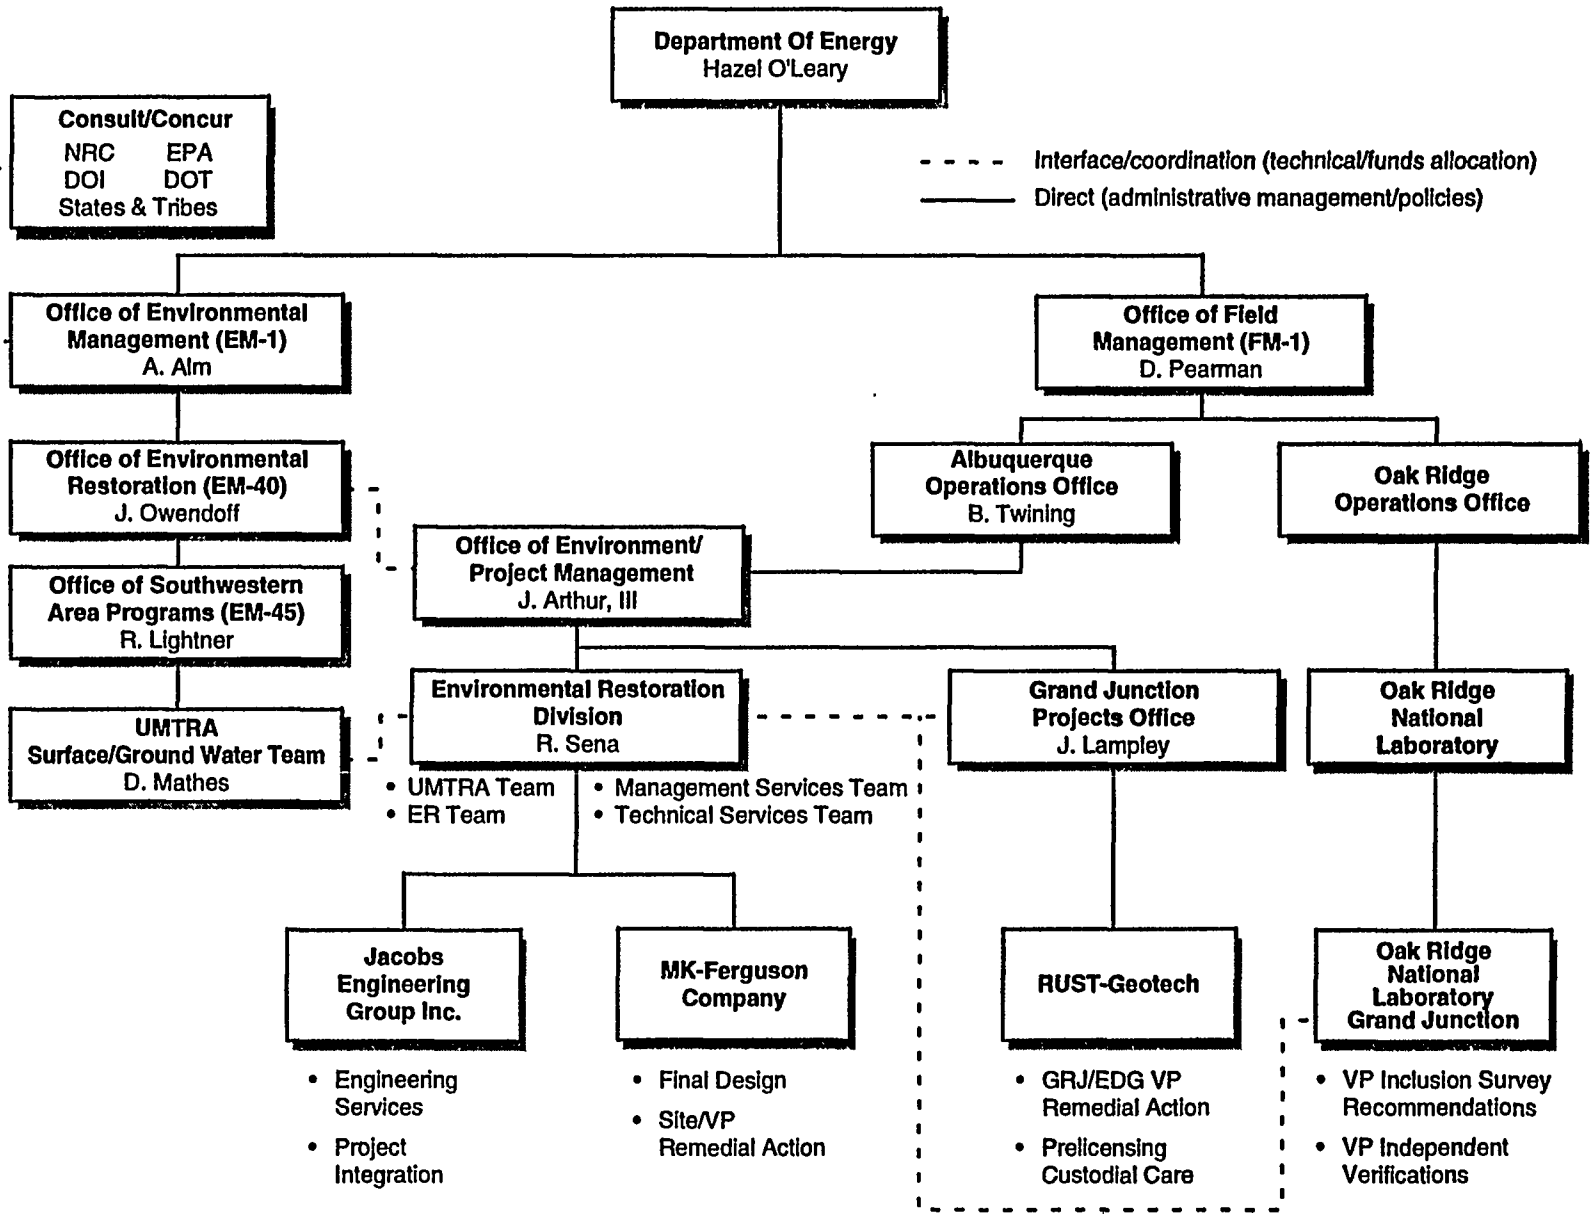 Department Of Energy
Hazel O'Leary
Consult/Concur
NRC EPA
DOI DOT
States & Tribes
Interface/coordination (technical/funds allocation)
Direct (administrative management/policies)
Office of Environmental
Management (EM-1)
A. Alm
Office of Field
Management (FM-1)
D. Pearman
Office of Environmental
Restoration (EM-40)
J. Owendoff
Albuquerque
Operations Office
B. Twining
Oak Ridge
Operations Office
Office of Environment/
Project Management
J. Arthur, III
Office of Southwestern
Area Programs (EM-45)
R. Lightner
UMTRA
Surface/Ground Water Team
D. Mathes
Environmental Restoration
Division
R. Sena
• UMTRA Team
• ER Team
• Management Services Team
• Technical Services Team
Grand Junction
Projects Office
J. Lampley
Oak Ridge
National
Laboratory
Jacobs
Engineering
Group Inc.
• Engineering
Services
• Project
Integration
MK-Ferguson
Company
• Final Design
• Site/VP
Remedial Action
RUST-Geotech
• GRJ/EDG VP
Remedial Action
• Prelicensing
Custodial Care
Oak Ridge
National
Laboratory
Grand Junction
• VP Inclusion Survey
Recommendations
• VP Independent
Verifications